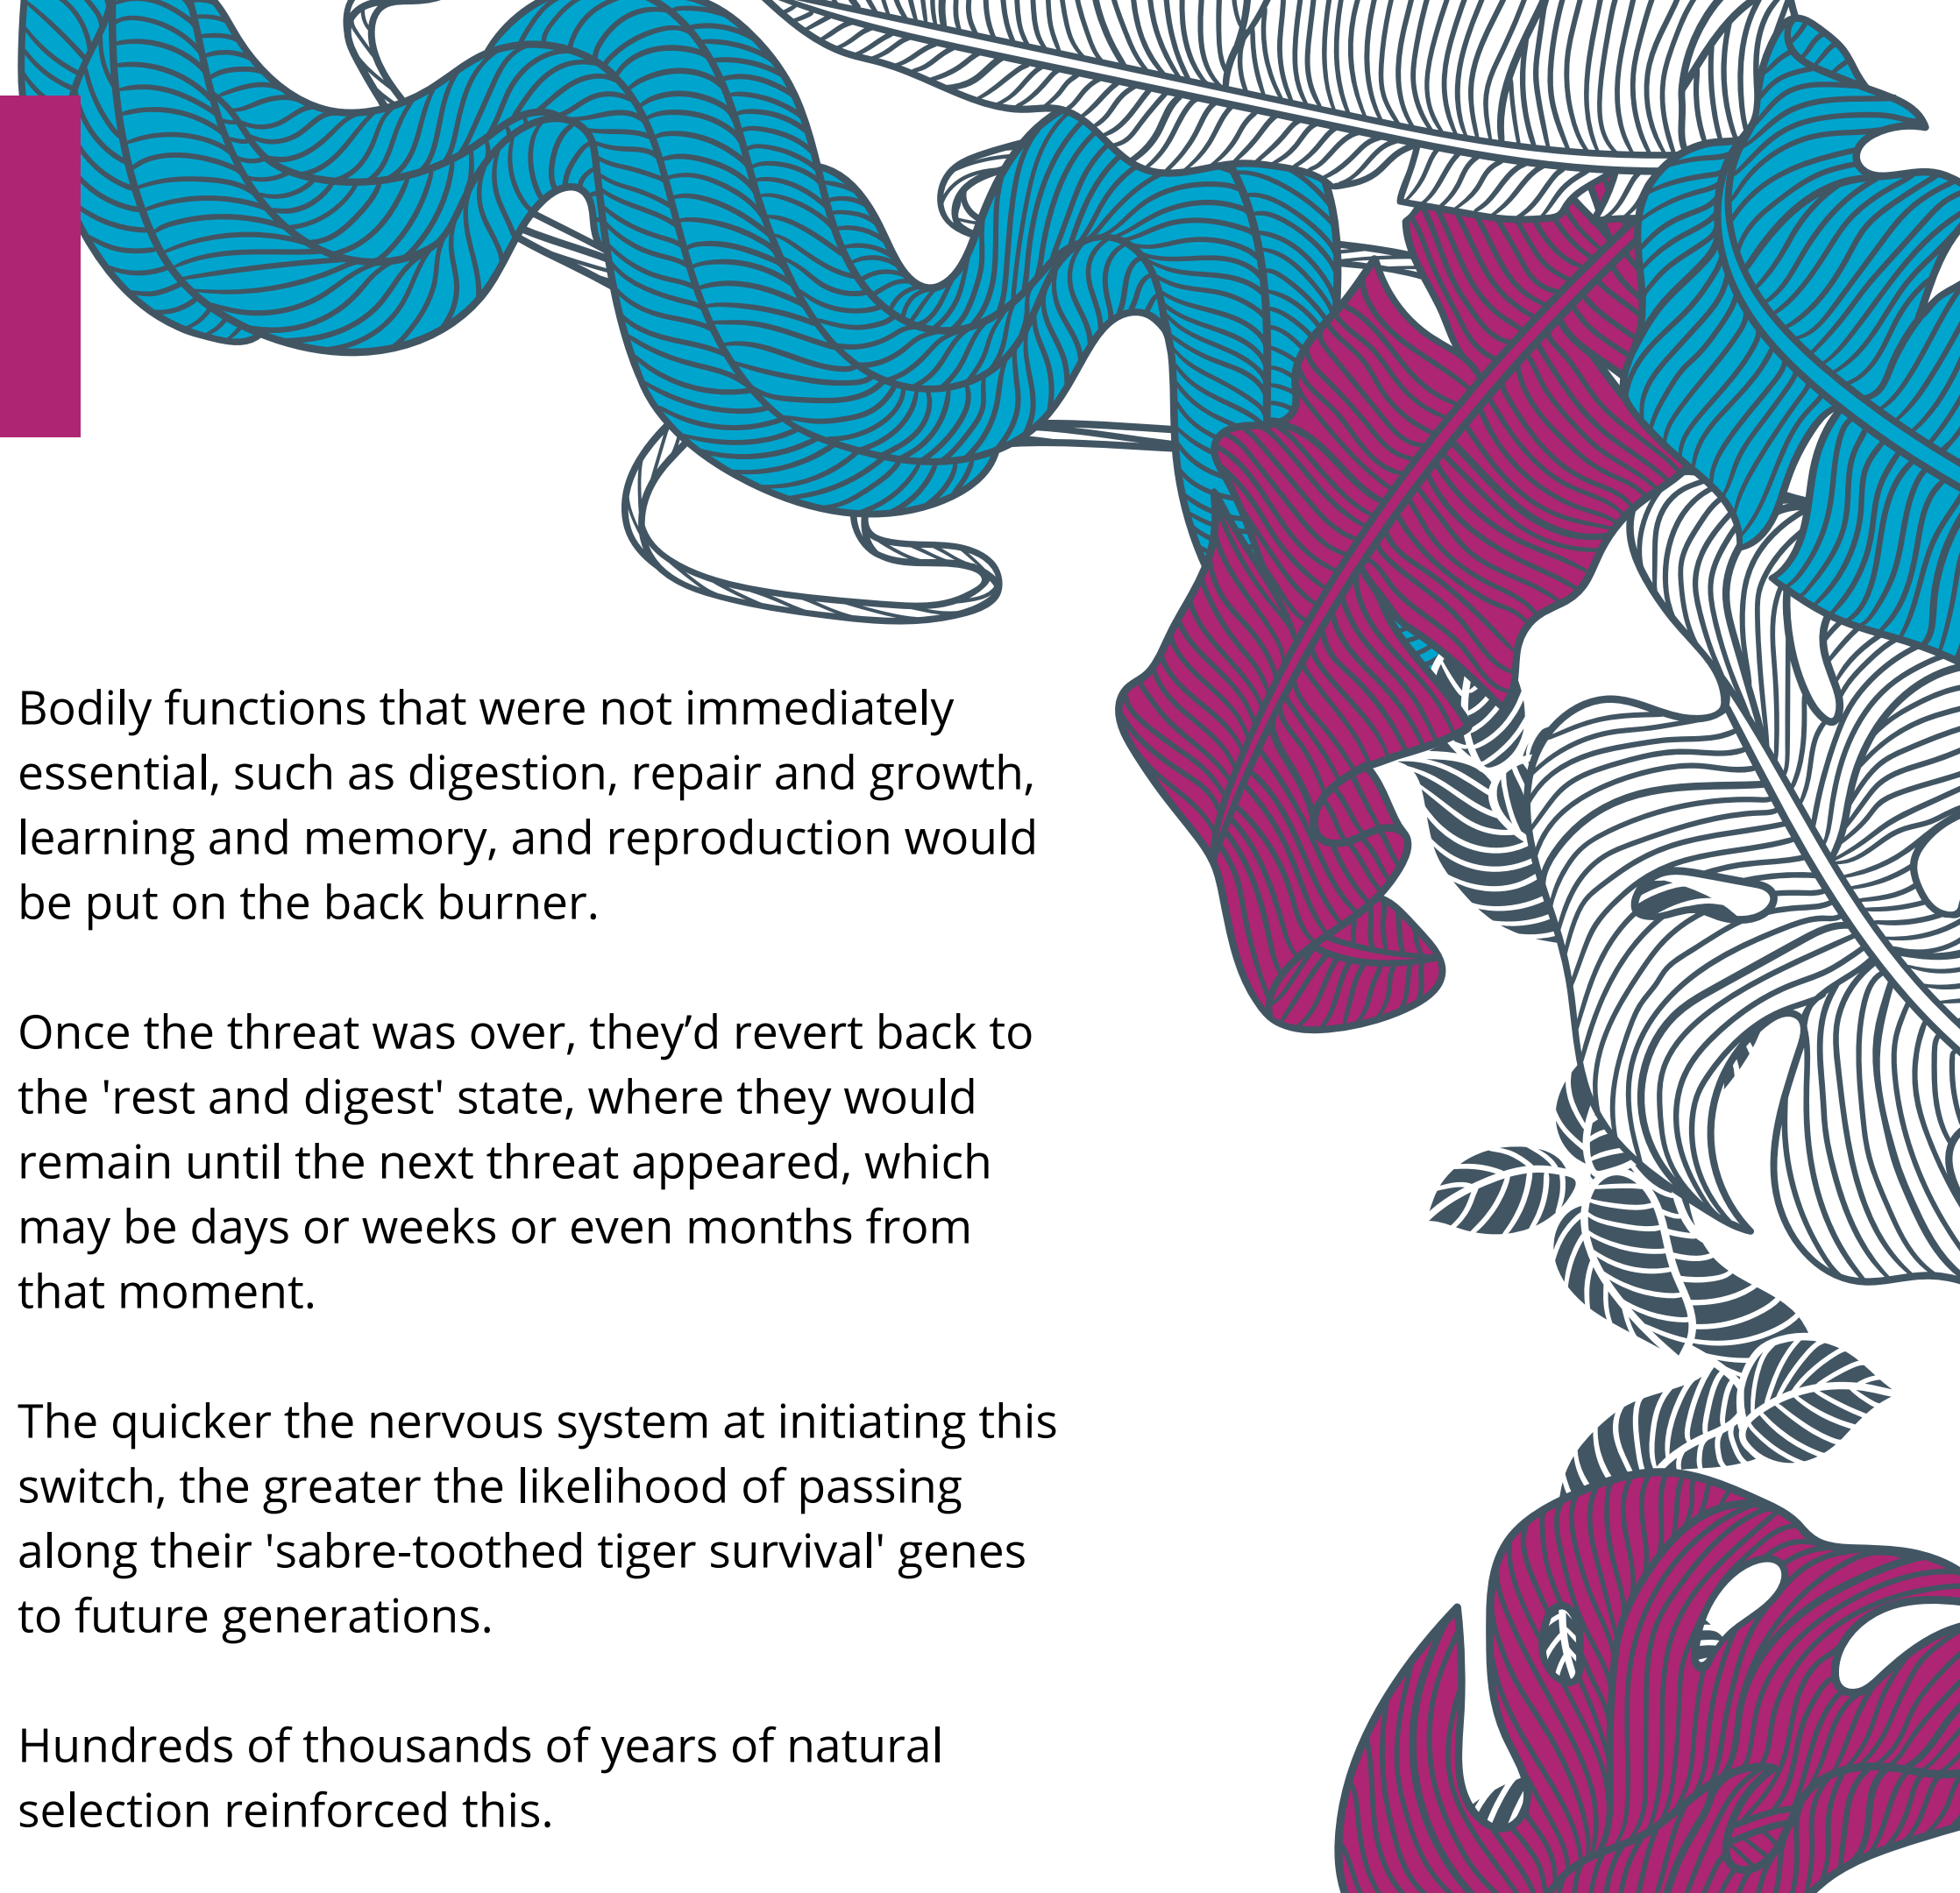 Bodily functions that were not immediately
essential, such as digestion, repair and growth,
learning and memory, and reproduction would
be put on the back burner.
Once the threat was over, they’d revert back to
the 'rest and digest' state, where they would
remain until the next threat appeared, which
may be days or weeks or even months from
that moment.
The quicker the nervous system at initiating this
switch, the greater the likelihood of passing
along their 'sabre-toothed tiger survival' genes
to future generations.
Hundreds of thousands of years of natural
selection reinforced this.